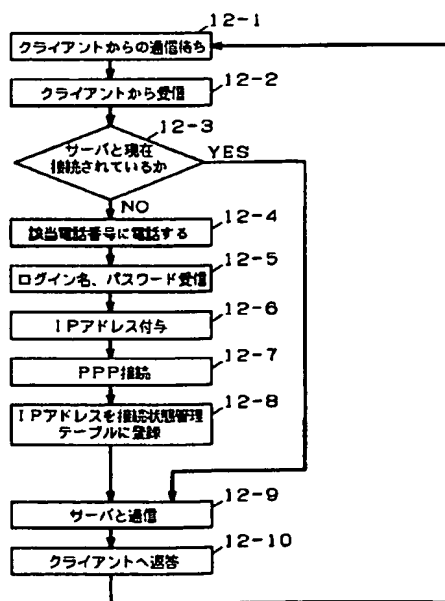 12-1
クライアントからの通信待ち
12-2
クライアントから受信
12-3
サーバと現在
接続されているか
YES
NO
12-4
該当電話番号に電話する
12-5
ログイン名、パスワード受信
12-6
IPアドレス付与
12-7
PPP接続
12-8
IPアドレスを接続状態管理
テーブルに登録
12-9
サーバと通信
12-10
クライアントへ返答